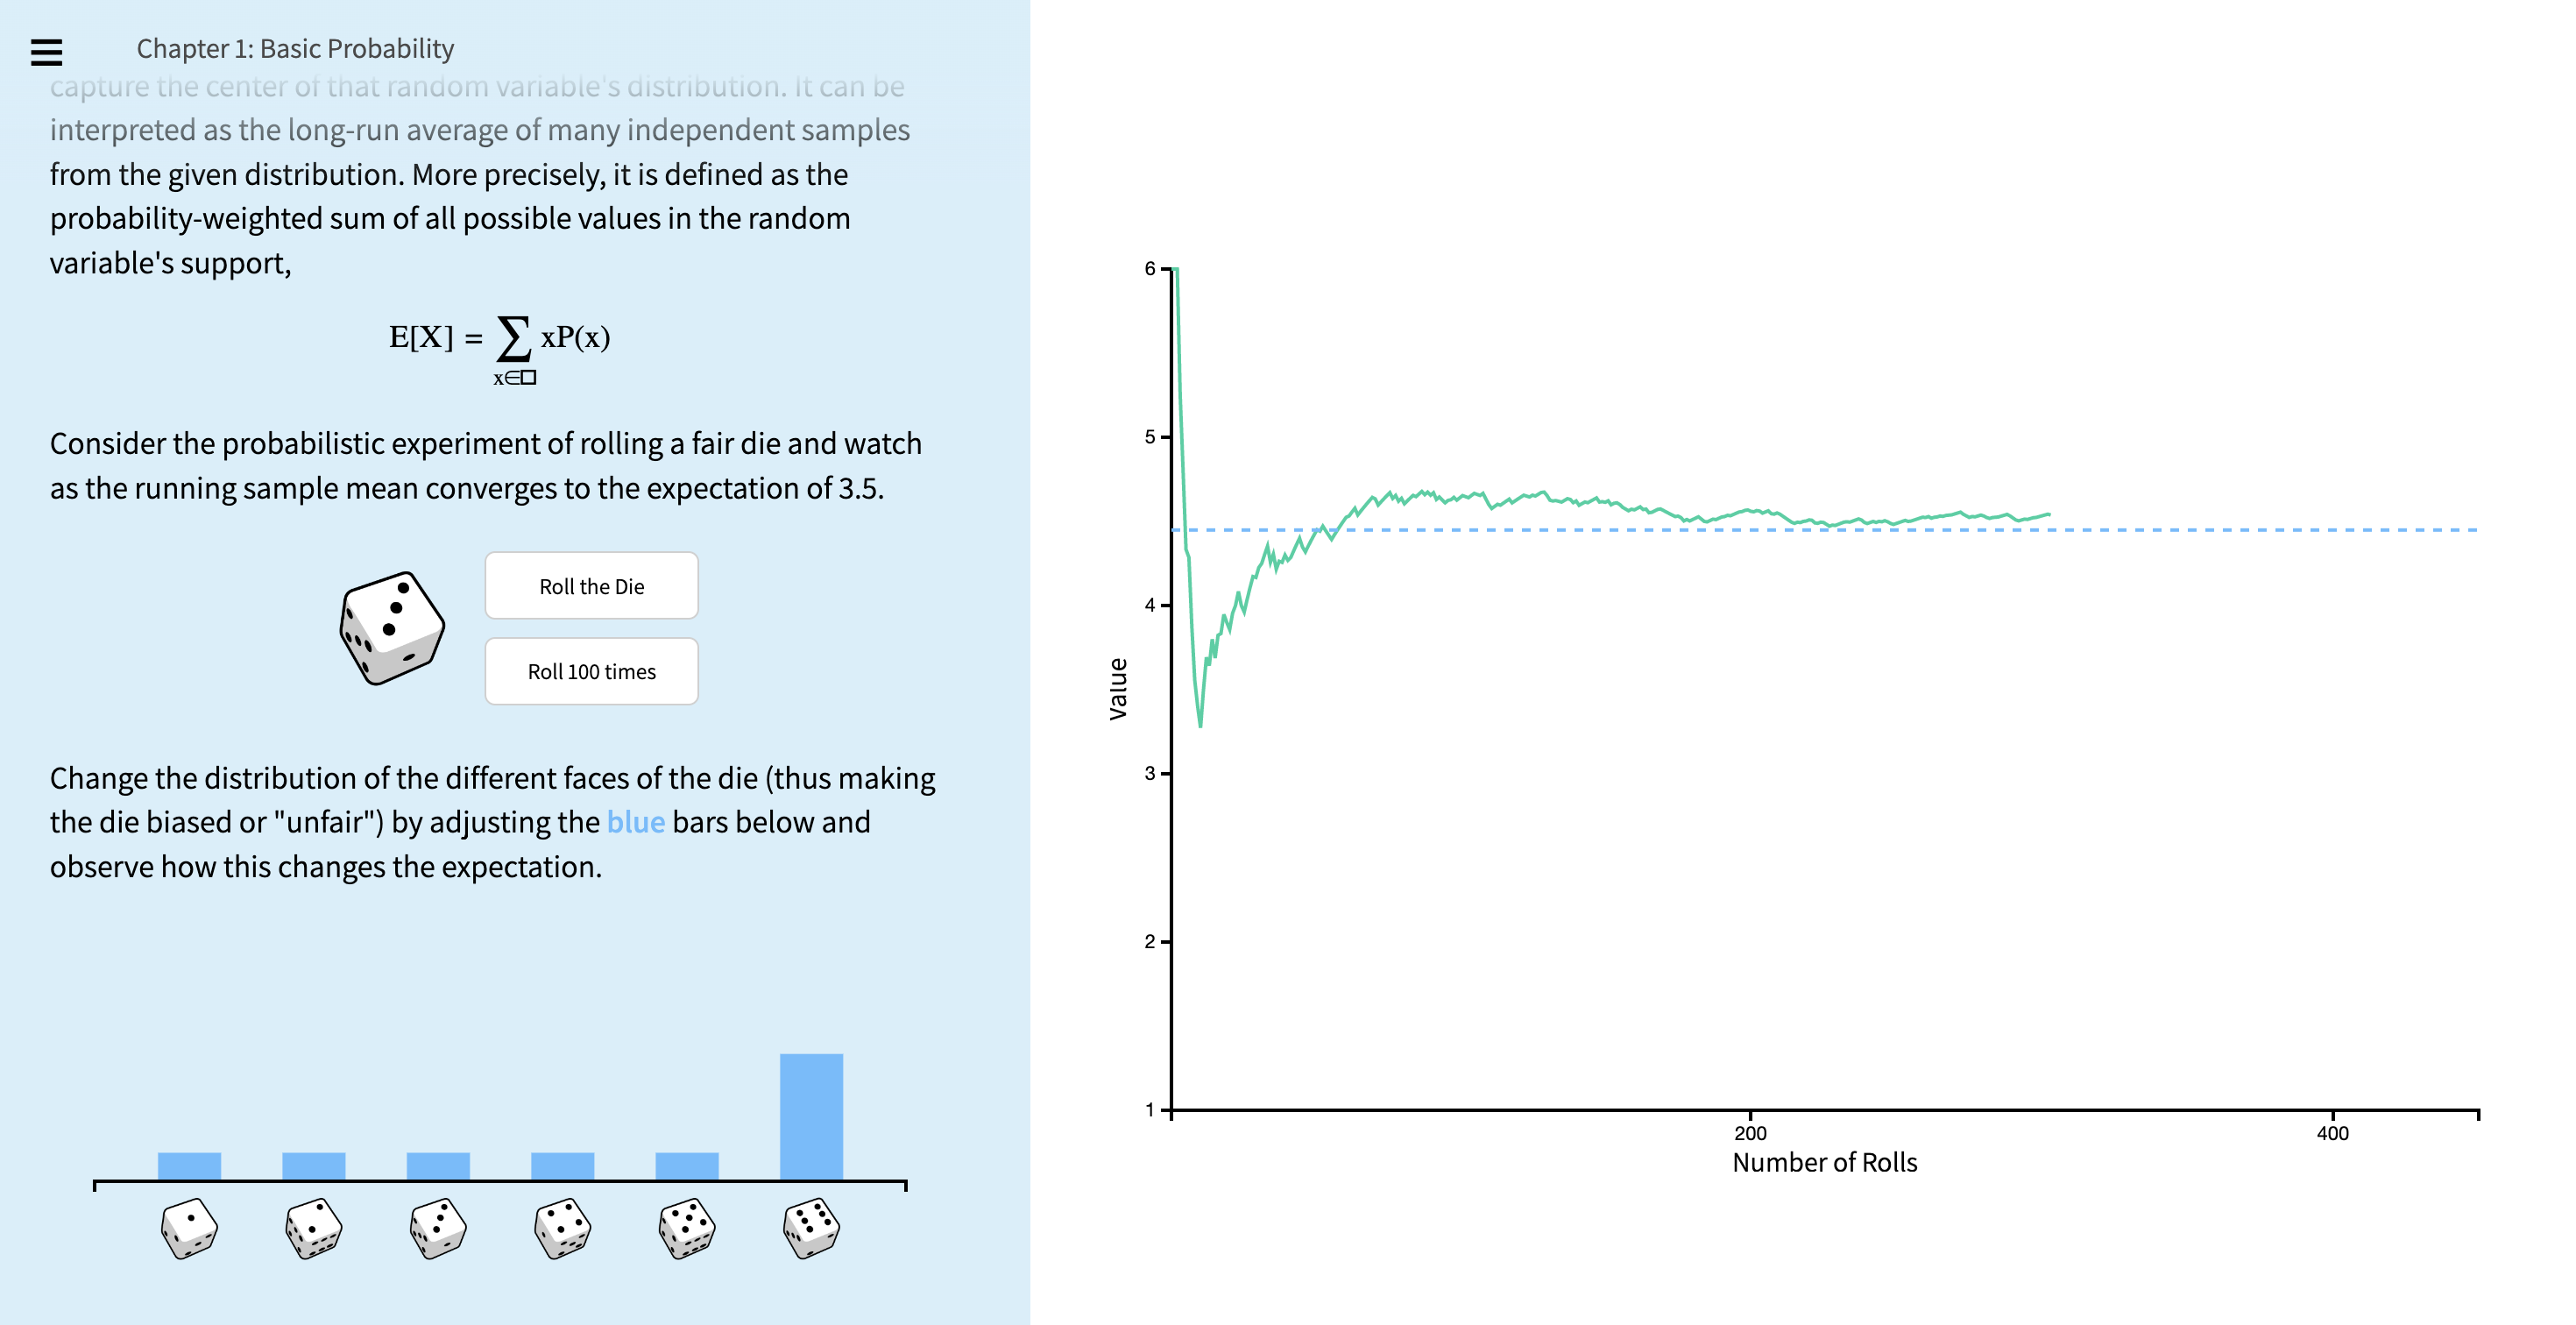 Chapter 1: Basic Probability
capture the center of that random variable's distribution. It can be
interpreted as the long-run average of many independent samples
from the given distribution. More precisely, it is defined as the
probability-weighted sum of all possible values in the random
variable's support,
E[X] = ∑ xP(x)
x∈□
Consider the probabilistic experiment of rolling a fair die and watch
as the running sample mean converges to the expectation of 3.5.
Roll the Die
Roll 100 times
Change the distribution of the different faces of the die (thus making
the die biased or "unfair") by adjusting the blue bars below and
observe how this changes the expectation.
6
5
4
3
2
1
Value
200
400
Number of Rolls